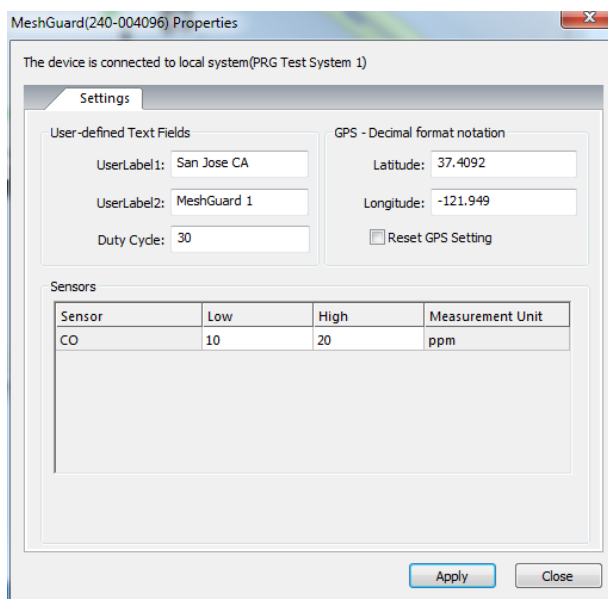 MeshGuard(240-004096) Properties
The device is connected to local system(PRG Test System 1)
Settings
User-defined Text Fields
UserLabel1: San Jose CA
UserLabel2: MeshGuard 1
Duty Cycle: 30
GPS - Decimal format notation
Latitude: 37.4092
Longitude: -121.949
Reset GPS Setting
Sensors
Sensor Low High Measurement Unit
CO 10 20 ppm
Apply Close